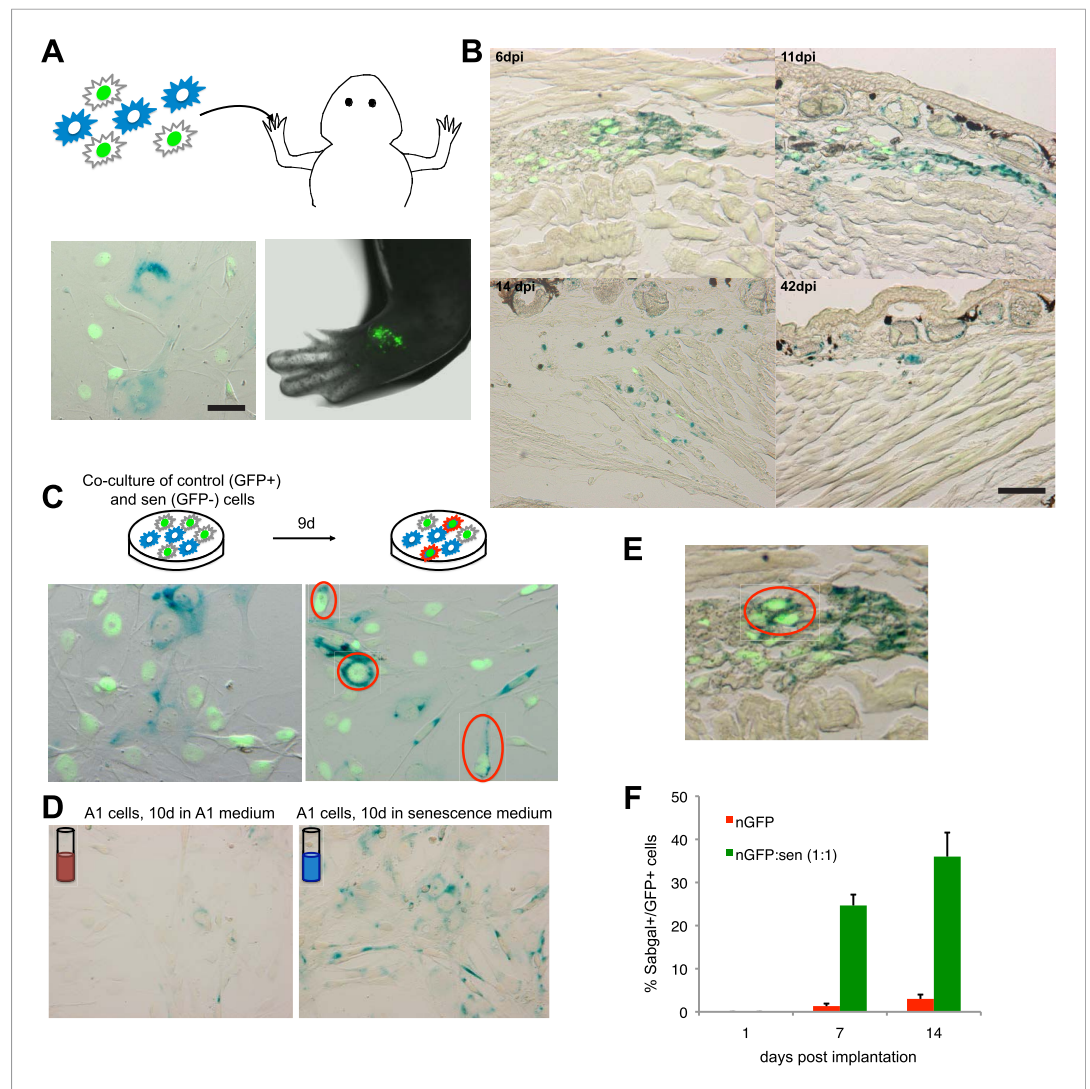 A
B
6dpi
11dpi
14 dpi
42dpi
C
Co-culture of control (GFP+)
and sen (GFP-) cells
9d
D
A1 cells, 10d in A1 medium
A1 cells, 10d in senescence medium
E
F
% Sabgal+/GFP+ cells
50
40
30
20
10
0
nGFP
nGFP:sen (1:1)
1
7
14
days post implantation